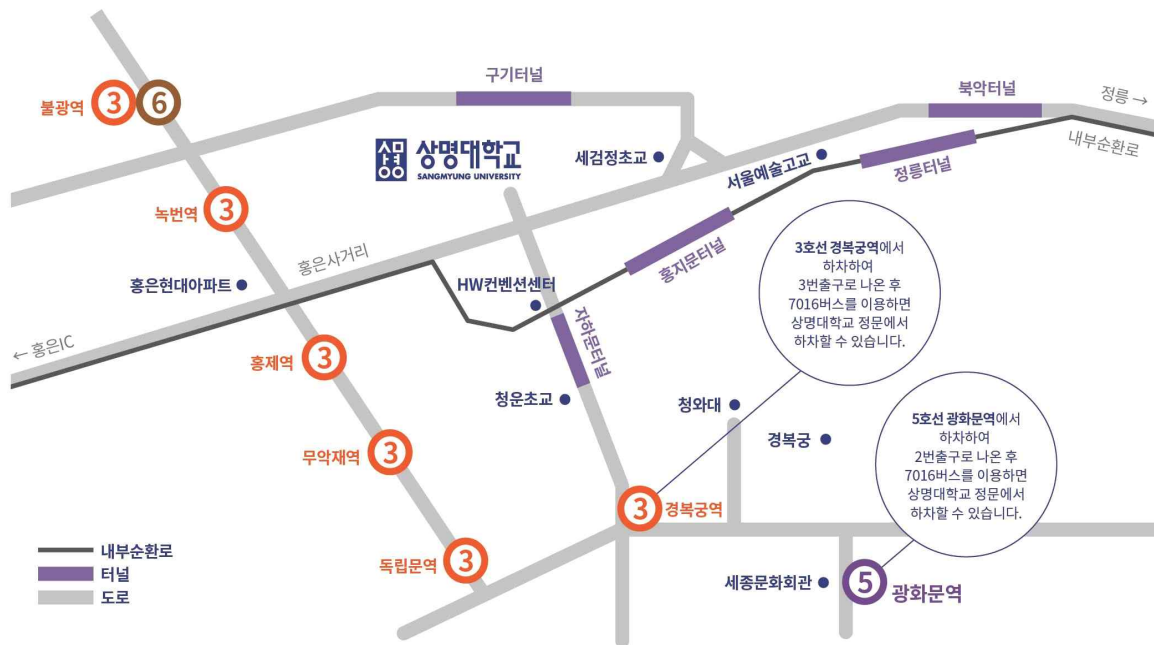 구기터널
북악터널
정릉 →
내부순환로
불광역
3
6
상명
상명대학교
SANGMYUNG UNIVERSITY
세검정초교
서울예술고교
정릉터널
녹번역
3
홍은사거리
홍지문터널
3호선 경복궁역에서
하차하여
3번출구로 나온 후
7016버스를 이용하면
상명대학교 정문에서
하차할 수 있습니다.
홍은현대아파트
HW컨벤션센터
자하문터널
← 홍은IC
홍제역
3
청운초교
청와대
경복궁
5호선 광화문역에서
하차하여
2번출구로 나온 후
7016버스를 이용하면
상명대학교 정문에서
하차할 수 있습니다.
무악재역
3
3
경복궁역
독립문역
3
세종문화회관
5
광화문역
내부순환로
터널
도로